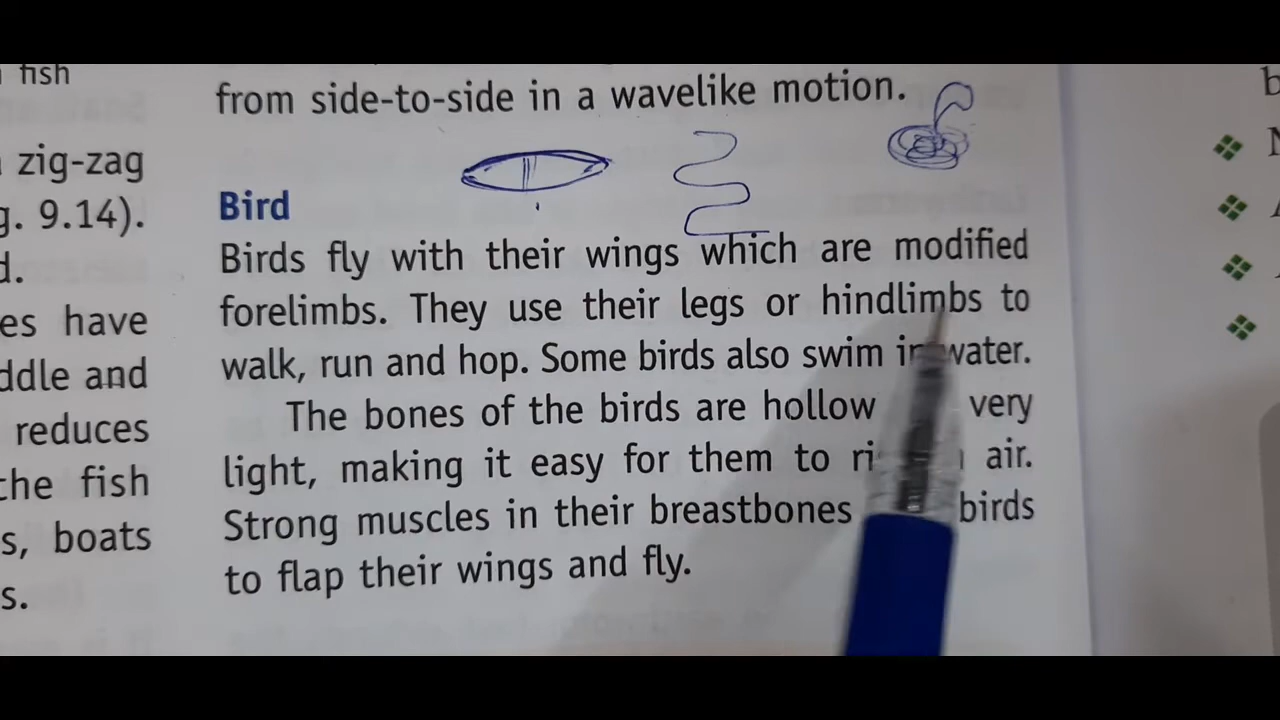 fish
zig-zag
g. 9.14).
d.
es have
ddle and
reduces
the fish
s, boats
s.
from side-to-side in a wavelike motion.
Bird
Birds fly with their wings which are modified
forelimbs. They use their legs or hindlimbs to
walk, run and hop. Some birds also swim in water.
The bones of the birds are hollow very
light, making it easy for them to air.
Strong muscles in their breastbones birds
to flap their wings and fly.